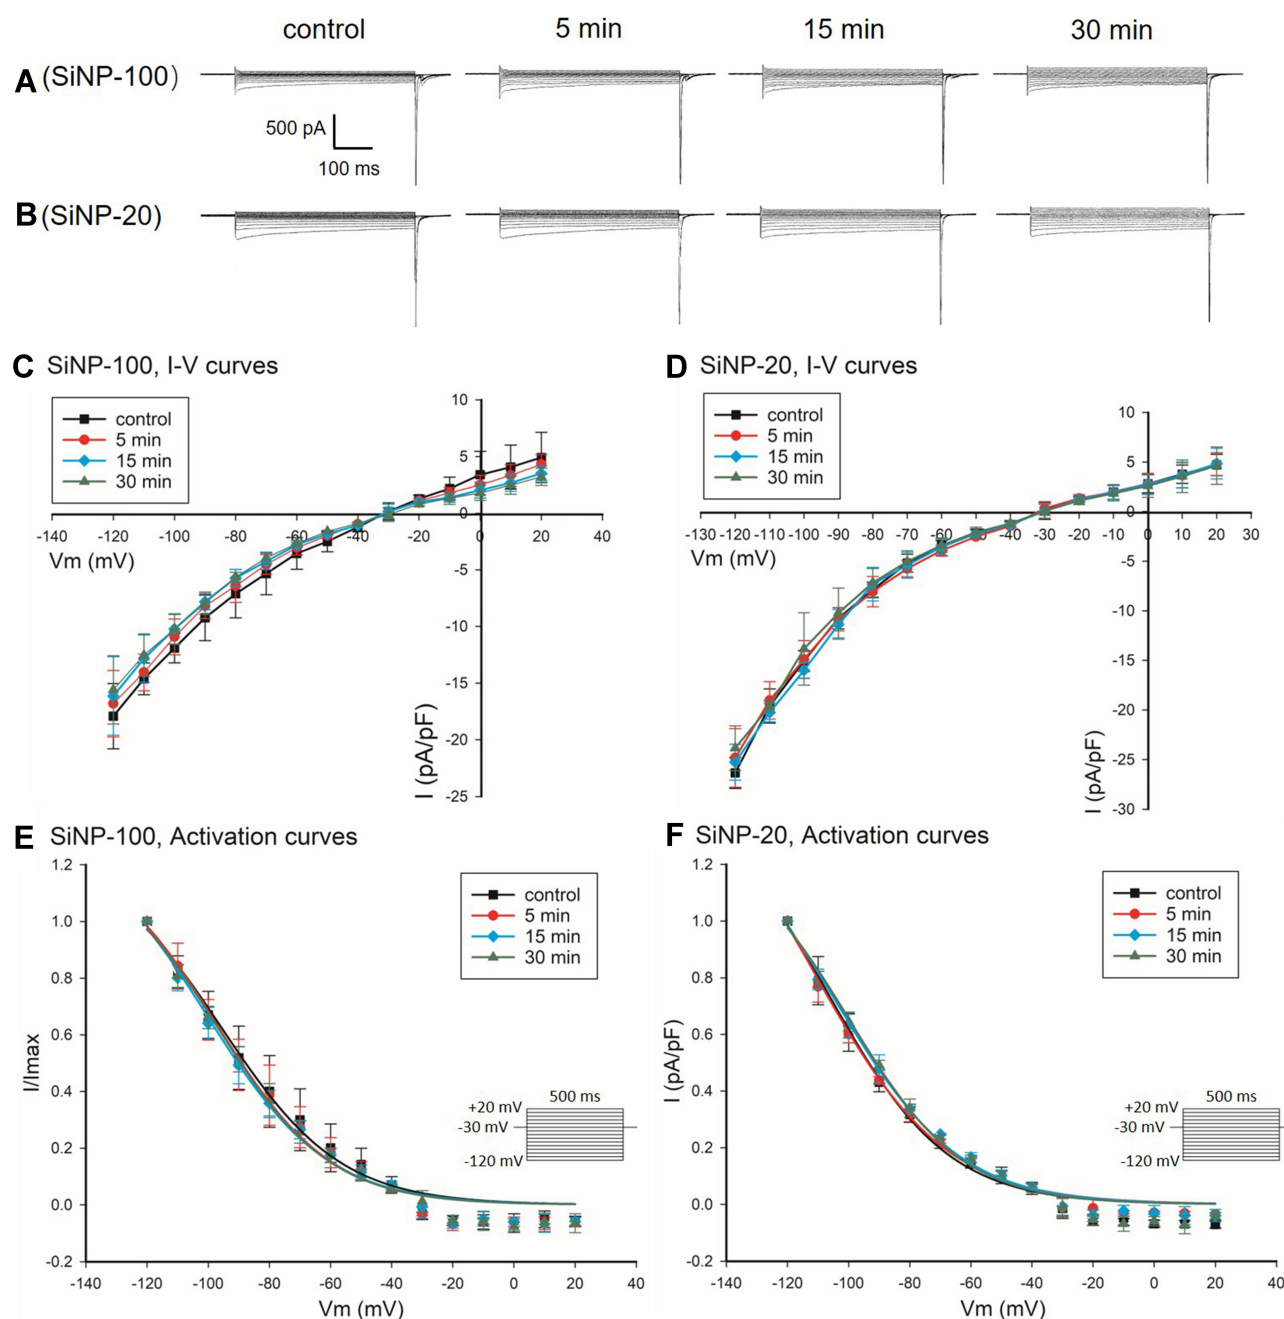 control 5 min 15 min 30 min
A (SiNP-100)
500 pA
100 ms
B (SiNP-20)
C SiNP-100, I-V curves
control
5 min
15 min
30 min
10
5
0
-5
-10
-15
-20
-25
-140 -120 -100 -80 -60 -40 -20 0 20 40
Vm (mV)
I (pA/pF)
D SiNP-20, I-V curves
control
5 min
15 min
30 min
10
5
0
-5
-10
-15
-20
-25
-30
-130 -120 -110 -100 -90 -80 -70 -60 -50 -40 -30 -20 -10 0 10 20 30
Vm (mV)
I (pA/pF)
E SiNP-100, Activation curves
1.2
1.0
0.8
0.6
0.4
0.2
0.0
-0.2
I/Imax
control
5 min
15 min
30 min
500 ms
+20 mV
-30 mV
-120 mV
-140 -120 -100 -80 -60 -40 -20 0 20 40
Vm (mV)
F SiNP-20, Activation curves
1.2
1.0
0.8
0.6
0.4
0.2
0.0
-0.2
I (pA/pF)
control
5 min
15 min
30 min
500 ms
+20 mV
-30 mV
-120 mV
-140 -120 -100 -80 -60 -40 -20 0 20 40
Vm (mV)